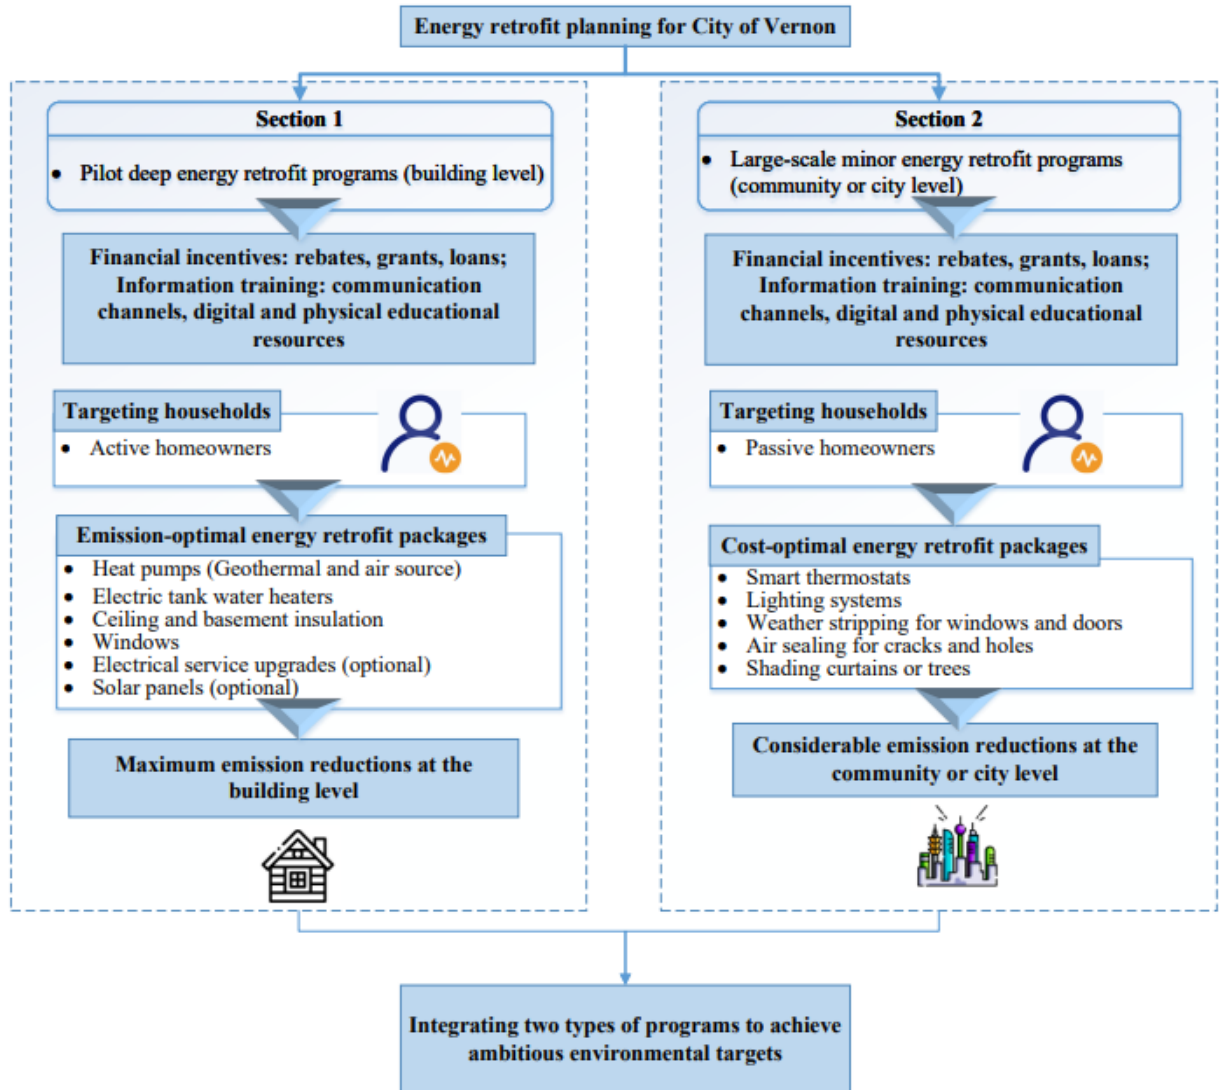 Energy retrofit planning for City of Vernon
Section 1
• Pilot deep energy retrofit programs (building level)
Financial incentives: rebates, grants, loans;
Information training: communication
channels, digital and physical educational
resources
Targeting households
• Active homeowners
Emission-optimal energy retrofit packages
• Heat pumps (Geothermal and air source)
• Electric tank water heaters
• Ceiling and basement insulation
• Windows
• Electrical service upgrades (optional)
• Solar panels (optional)
Maximum emission reductions at the
building level
Section 2
• Large-scale minor energy retrofit programs
(community or city level)
Financial incentives: rebates, grants, loans;
Information training: communication
channels, digital and physical educational
resources
Targeting households
• Passive homeowners
Cost-optimal energy retrofit packages
• Smart thermostats
• Lighting systems
• Weather stripping for windows and doors
• Air sealing for cracks and holes
• Shading curtains or trees
Considerable emission reductions at the
community or city level
Integrating two types of programs to achieve
ambitious environmental targets